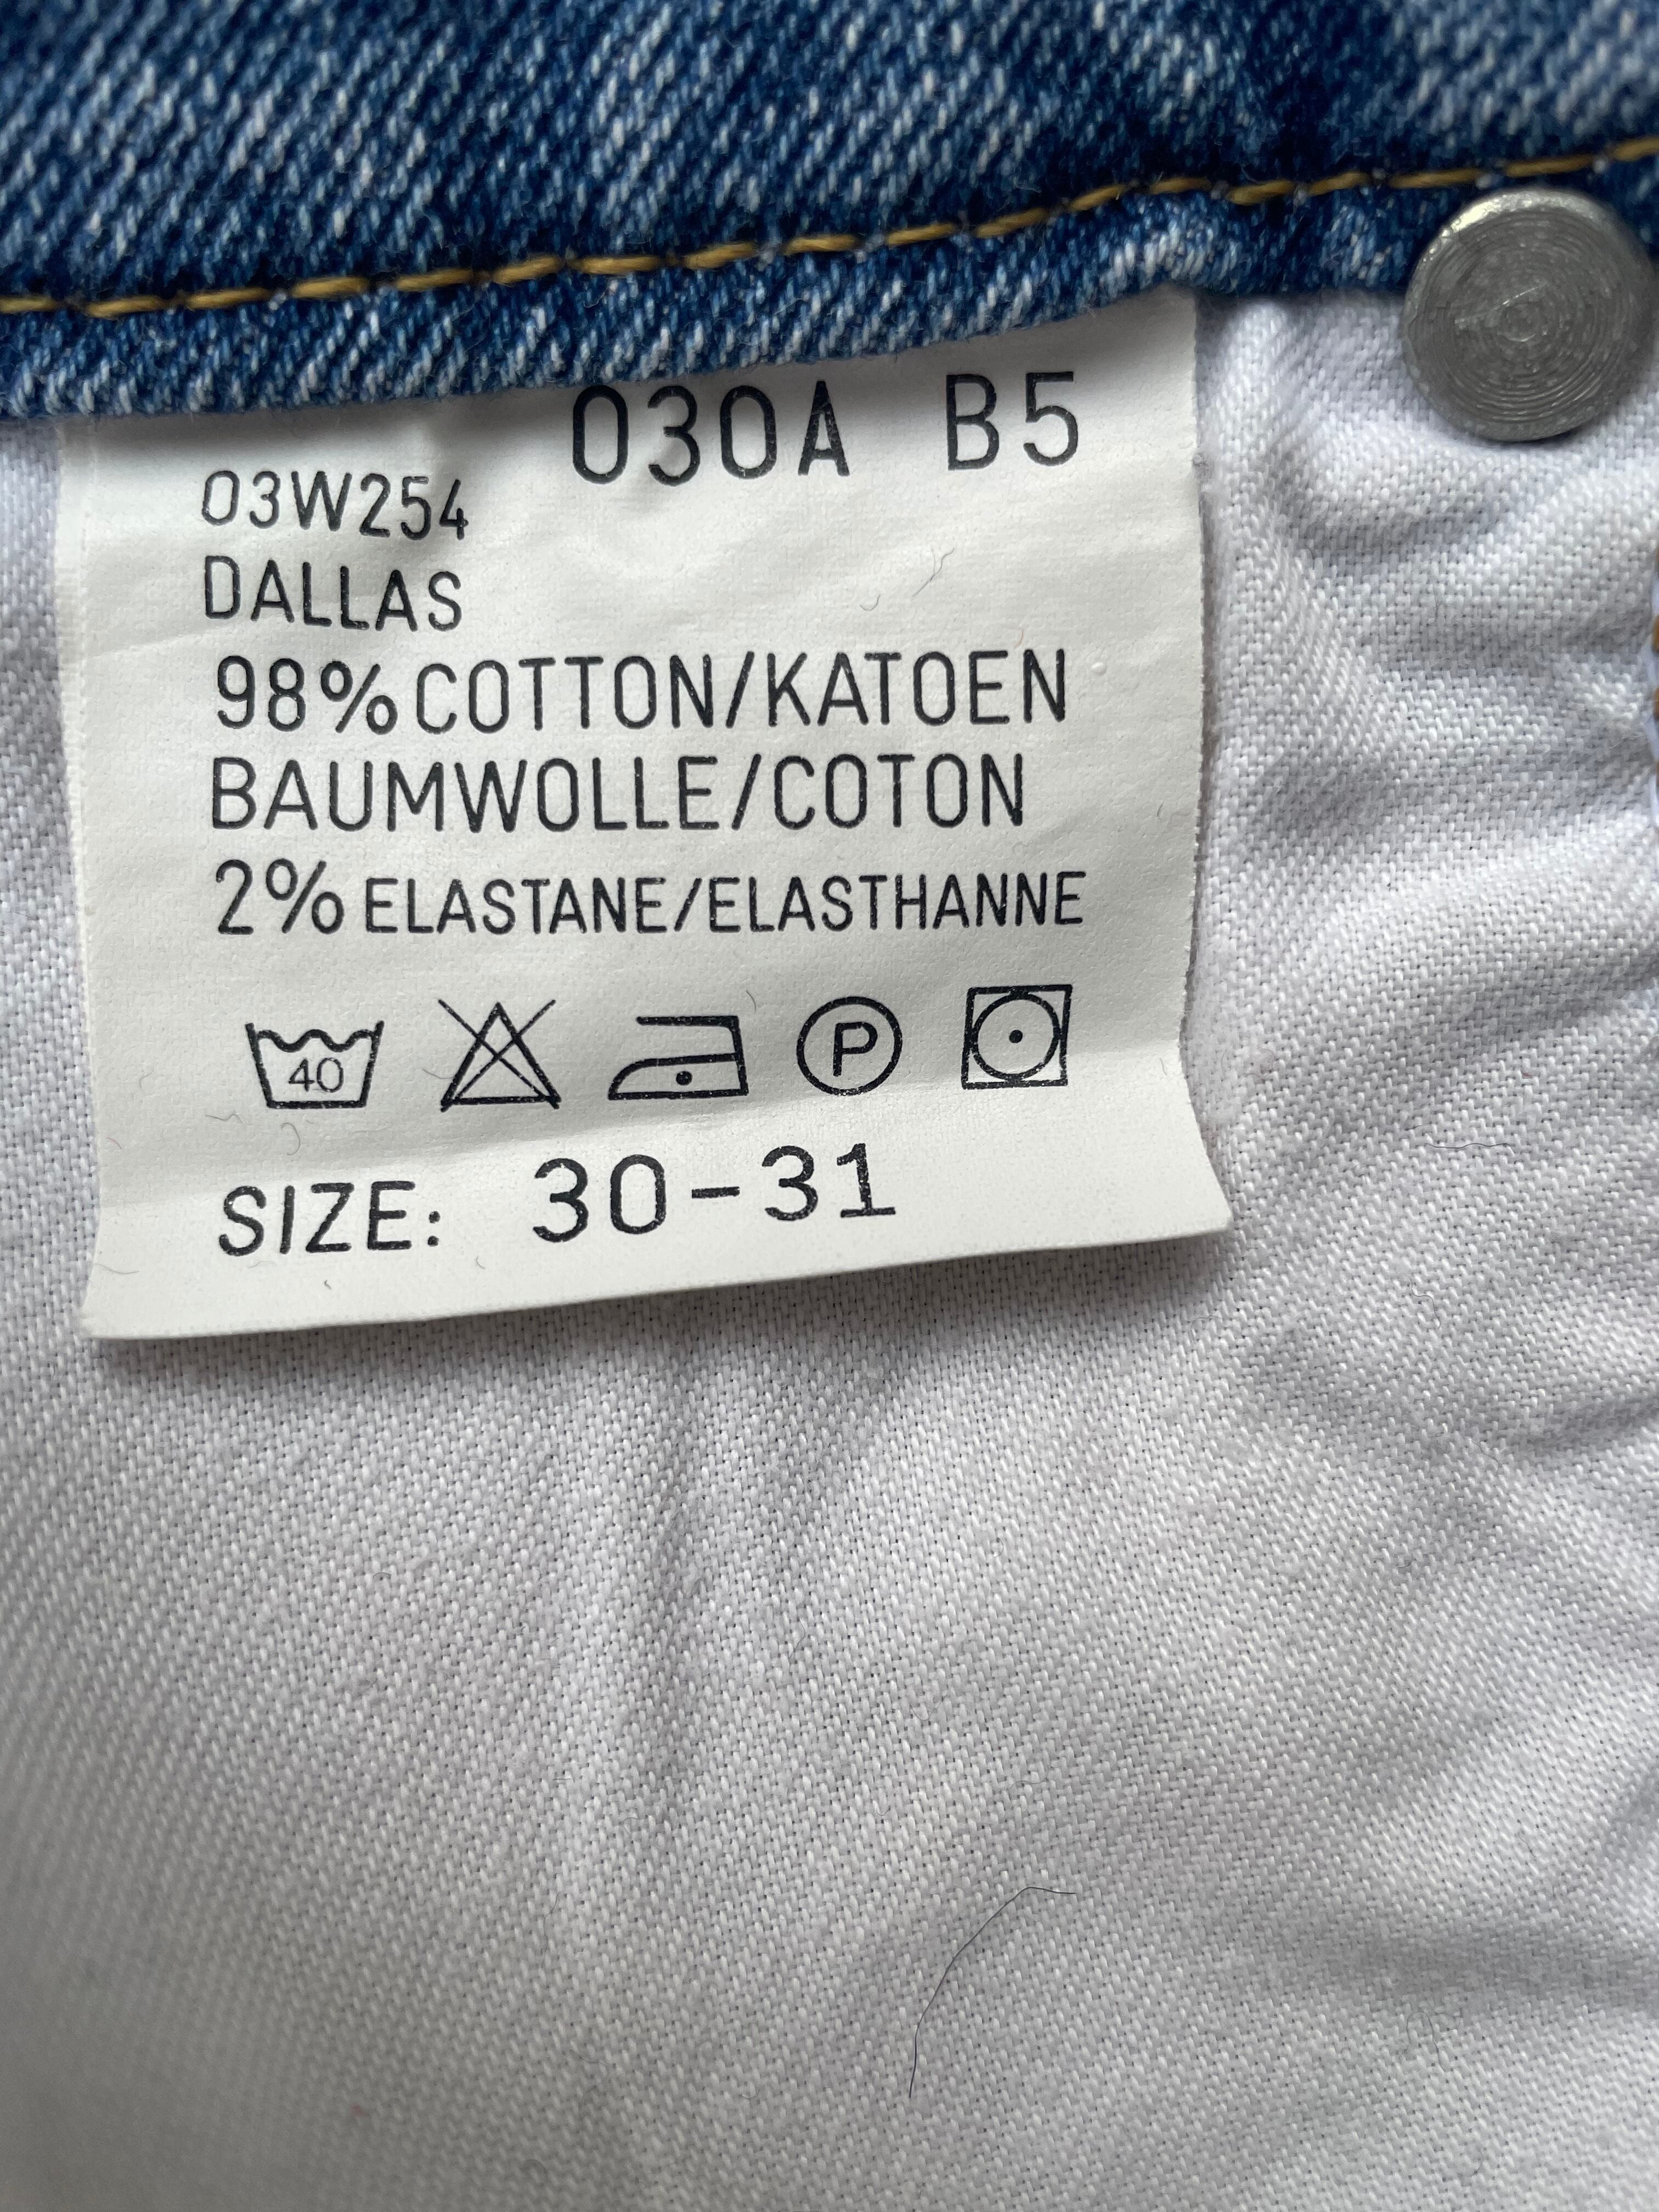 030A B5
03W254
DALLAS
98% COTTON/KATOEN
BAUMWOLLE/COTON
2% ELASTANE/ELASTHANNE
40 P
SIZE: 30-31